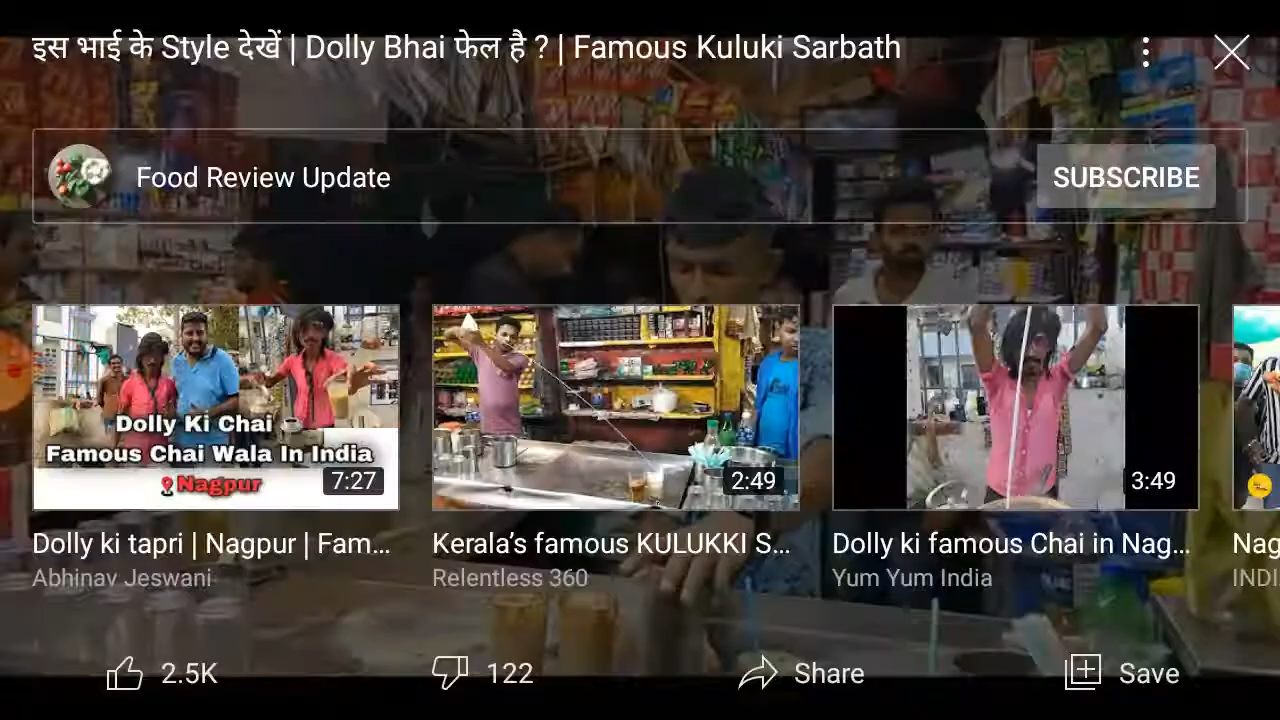 इस भाई के Style देखें | Dolly Bhai फेल है ? | Famous Kuluki Sarbath
Food Review Update
SUBSCRIBE
Dolly Ki Chai
Famous Chai Wala In India
Nagpur
7:27
2:49
3:49
Dolly ki tapri | Nagpur | Fam...
Kerala’s famous KULUKKI S...
Dolly ki famous Chai in Nag...
Nag
Abhinav Jeswani
Relentless 360
Yum Yum India
INDI
2.5K
122
Share
Save